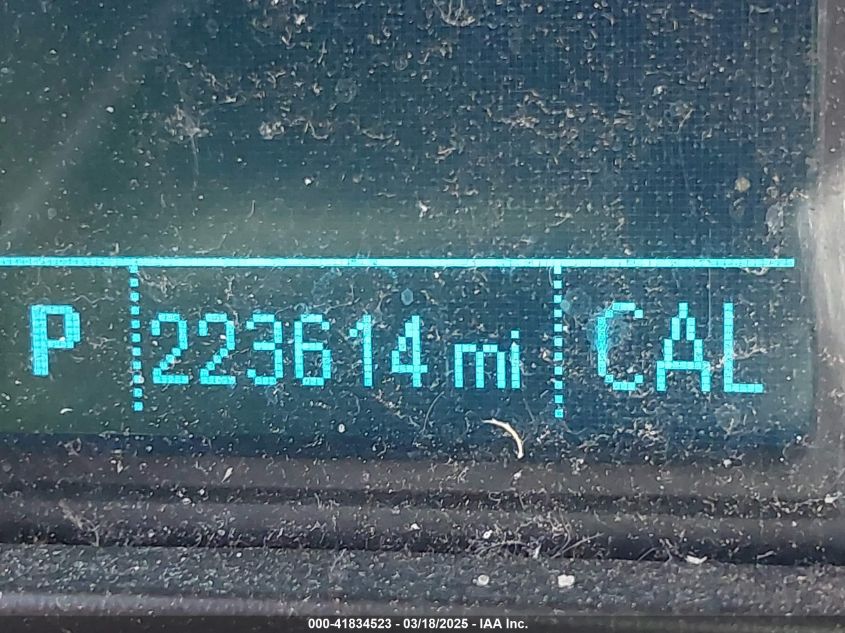 P 223614 mi CAL
000-41834523 - 03/18/2025 - IAA Inc.